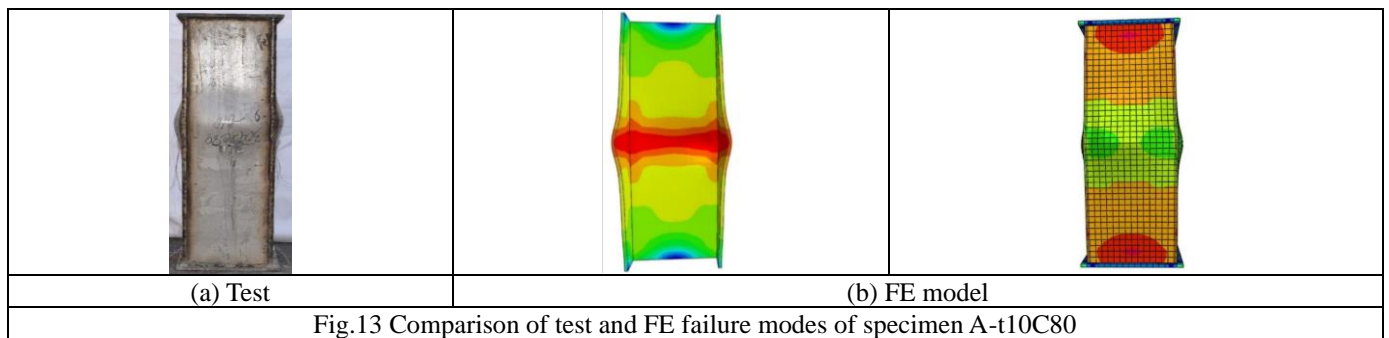 (a) Test
(b) FE model
Fig.13 Comparison of test and FE failure modes of specimen A-t10C80